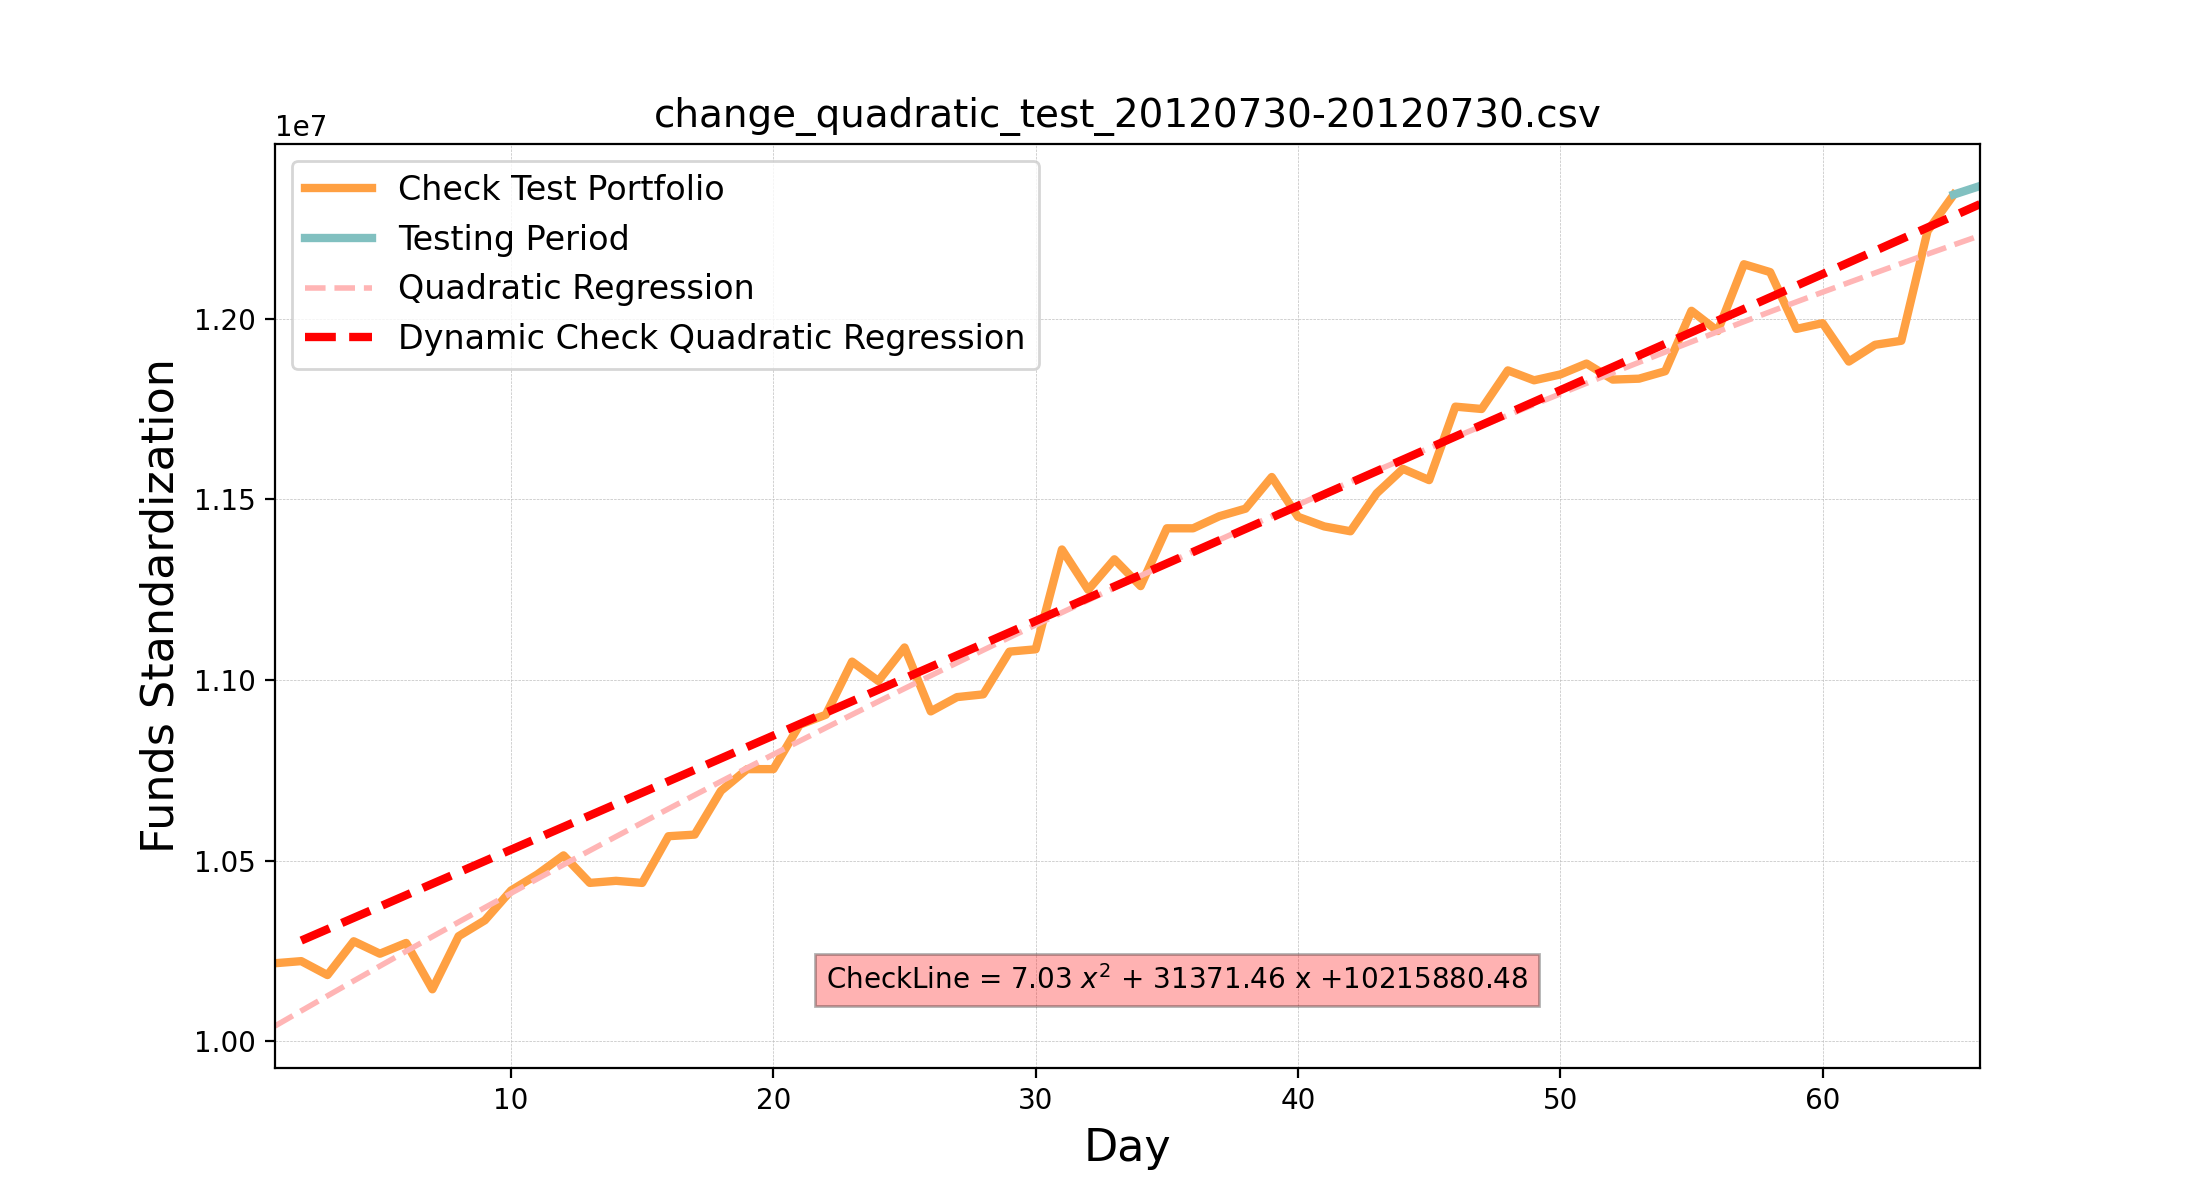 change_quadratic_test_20120730-20120730.csv
1e7
Check Test Portfolio
Testing Period
Quadratic Regression
Dynamic Check Quadratic Regression
1.20
1.15
1.10
1.05
1.00
Funds Standardization
CheckLine = 7.03 x² + 31371.46 x +10215880.48
10 20 30 40 50 60
Day